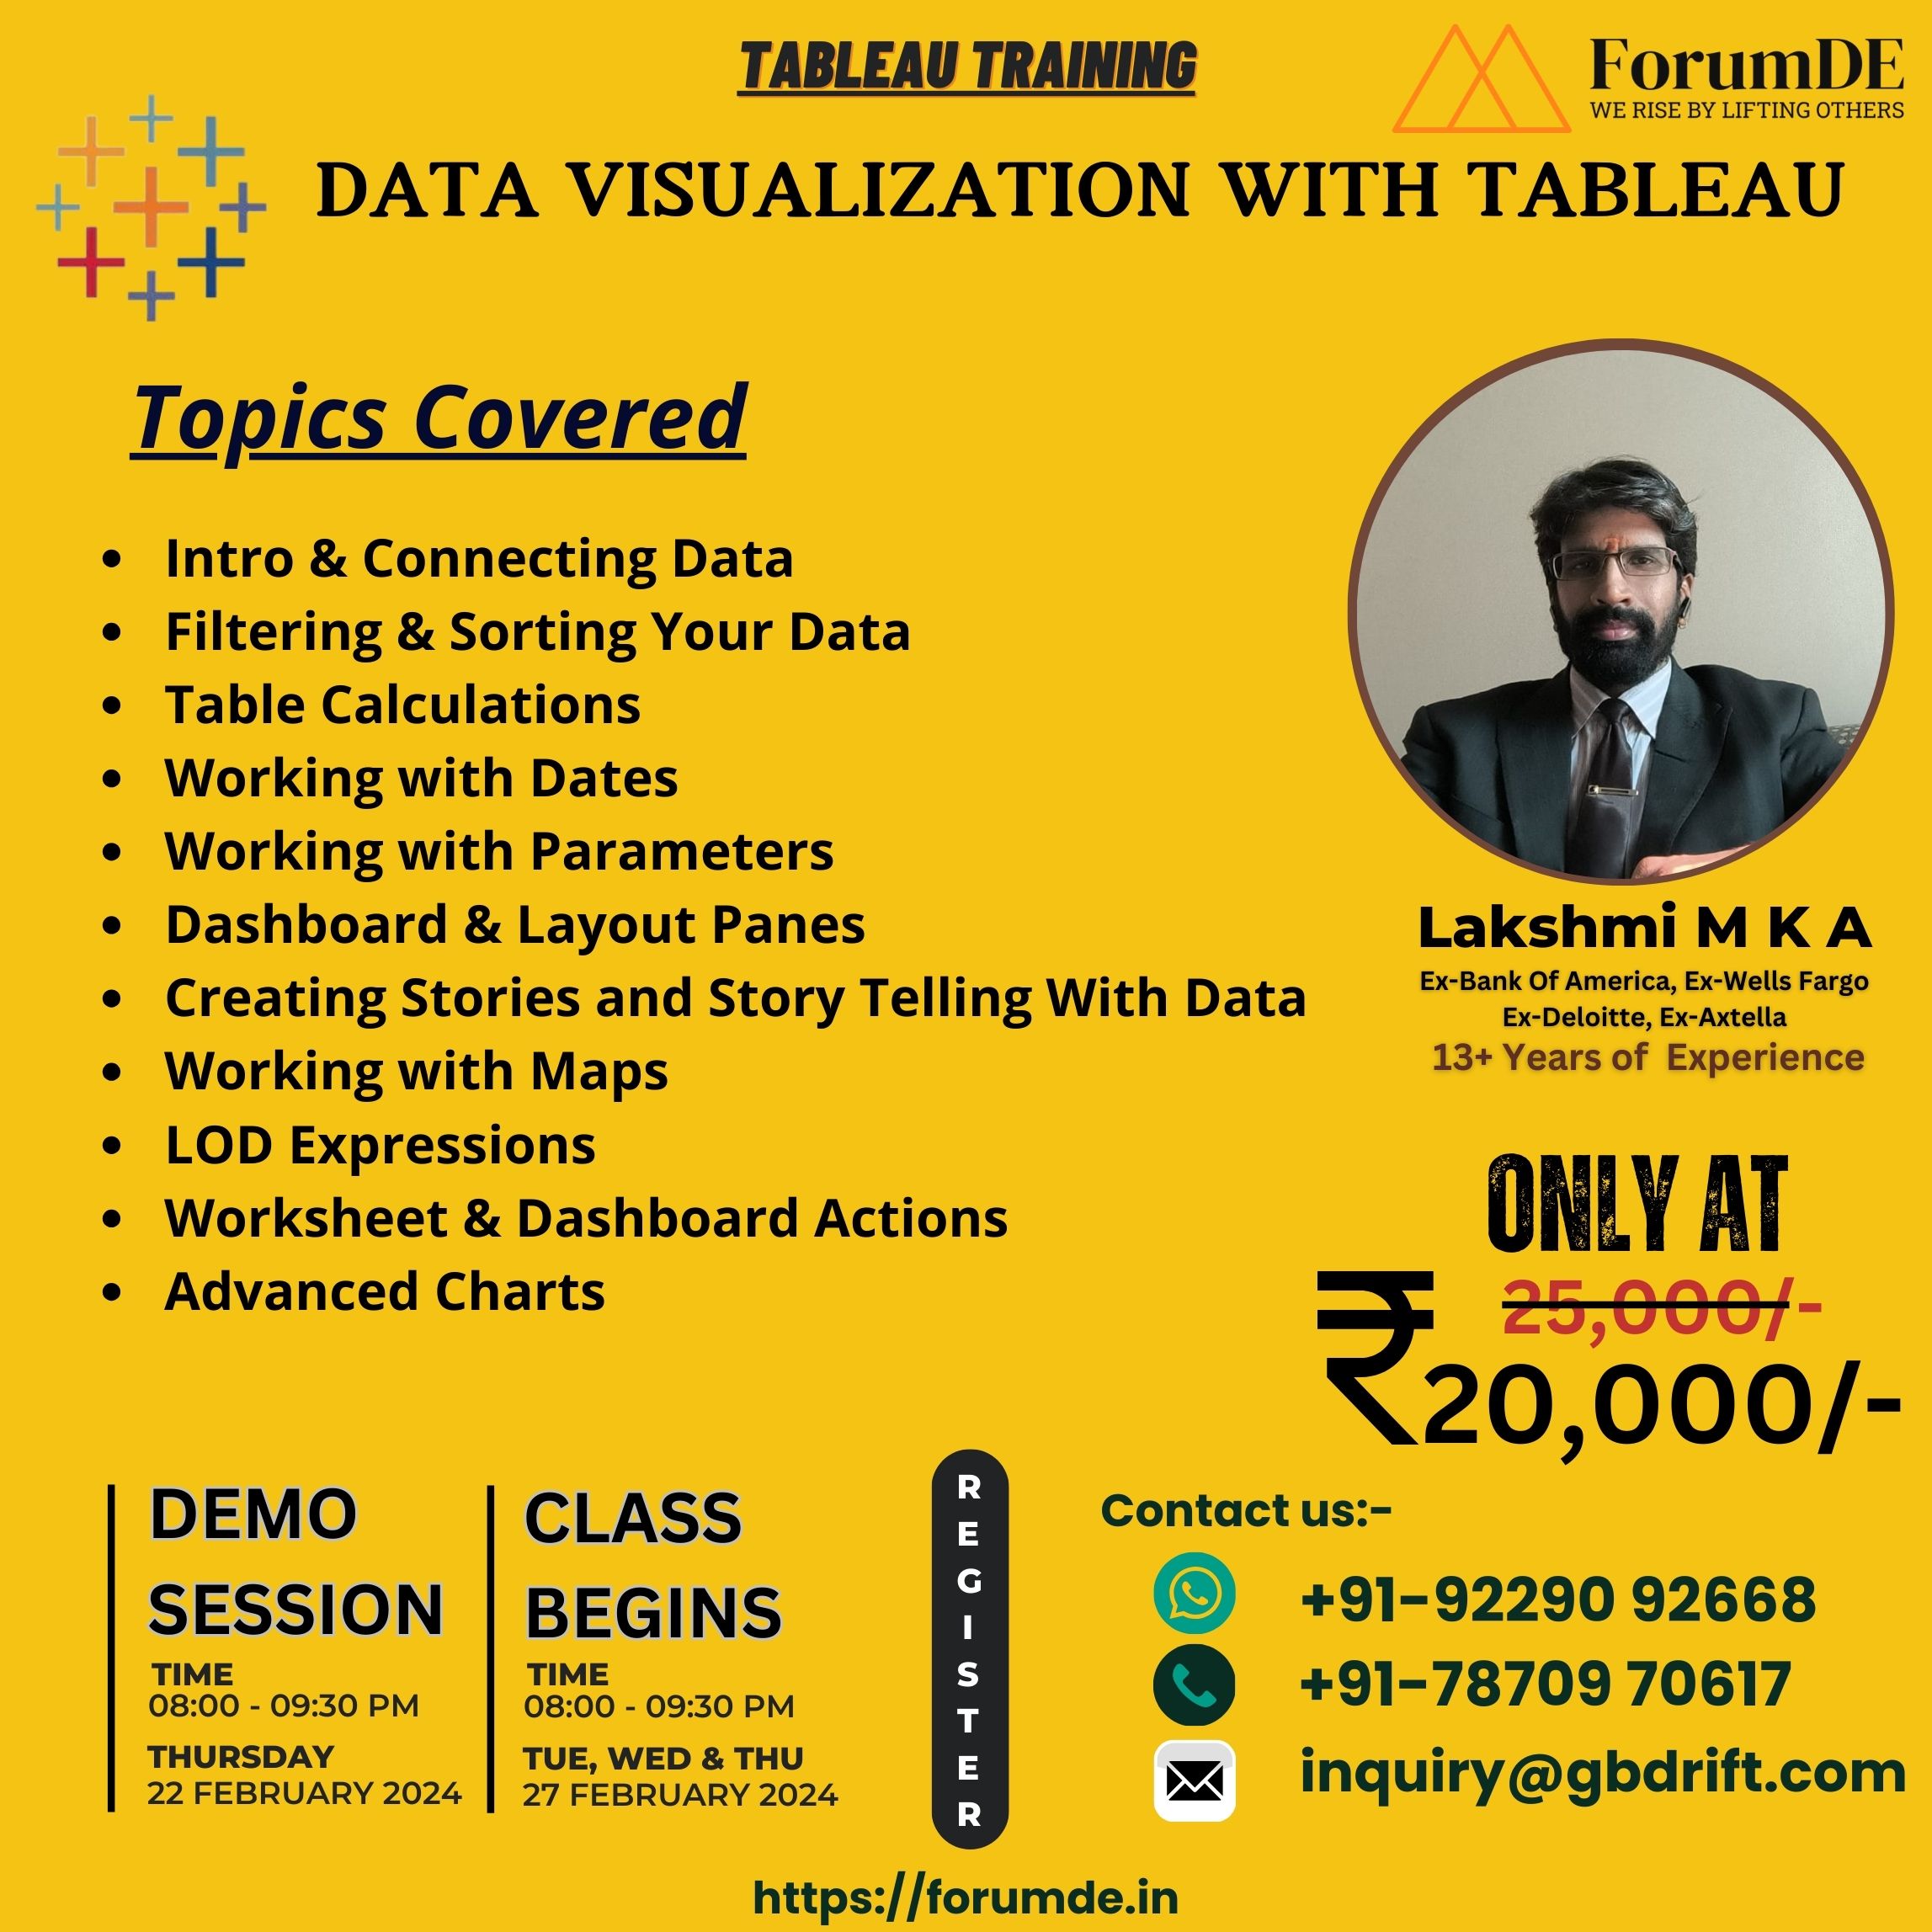 TABLEAU TRAINING
ForumDE
WE RISE BY LIFTING OTHERS
DATA VISUALIZATION WITH TABLEAU
Topics Covered
• Intro & Connecting Data
• Filtering & Sorting Your Data
• Table Calculations
• Working with Dates
• Working with Parameters
• Dashboard & Layout Panes
• Creating Stories and Story Telling With Data
• Working with Maps
• LOD Expressions
• Worksheet & Dashboard Actions
• Advanced Charts
Lakshmi M K A
Ex-Bank Of America, Ex-Wells Fargo
Ex-Deloitte, Ex-Axtella
13+ Years of Experience
ONLY AT
25,000/-
₹20,000/-
DEMO
SESSION
TIME
08:00 - 09:30 PM
THURSDAY
22 FEBRUARY 2024
CLASS
BEGINS
TIME
08:00 - 09:30 PM
TUE, WED & THU
27 FEBRUARY 2024
REGISTER
Contact us:-
+91-92290 92668
+91-78709 70617
inquiry@gbdrift.com
https://forumde.in